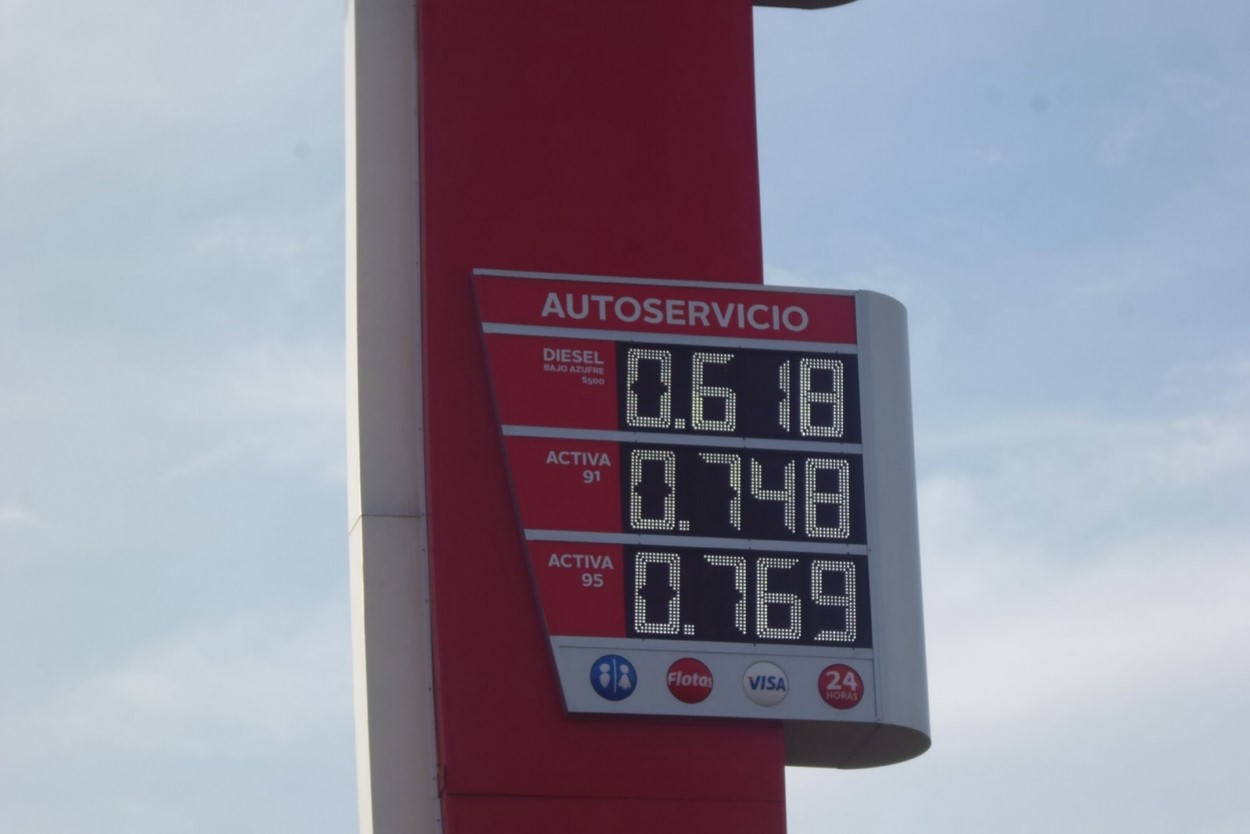 AUTOSERVICIO
DIESEL
BAJO AZUFRE
S500
0.618
ACTIVA
91
0.748
ACTIVA
95
0.769
Flotas
VISA
24
HORAS